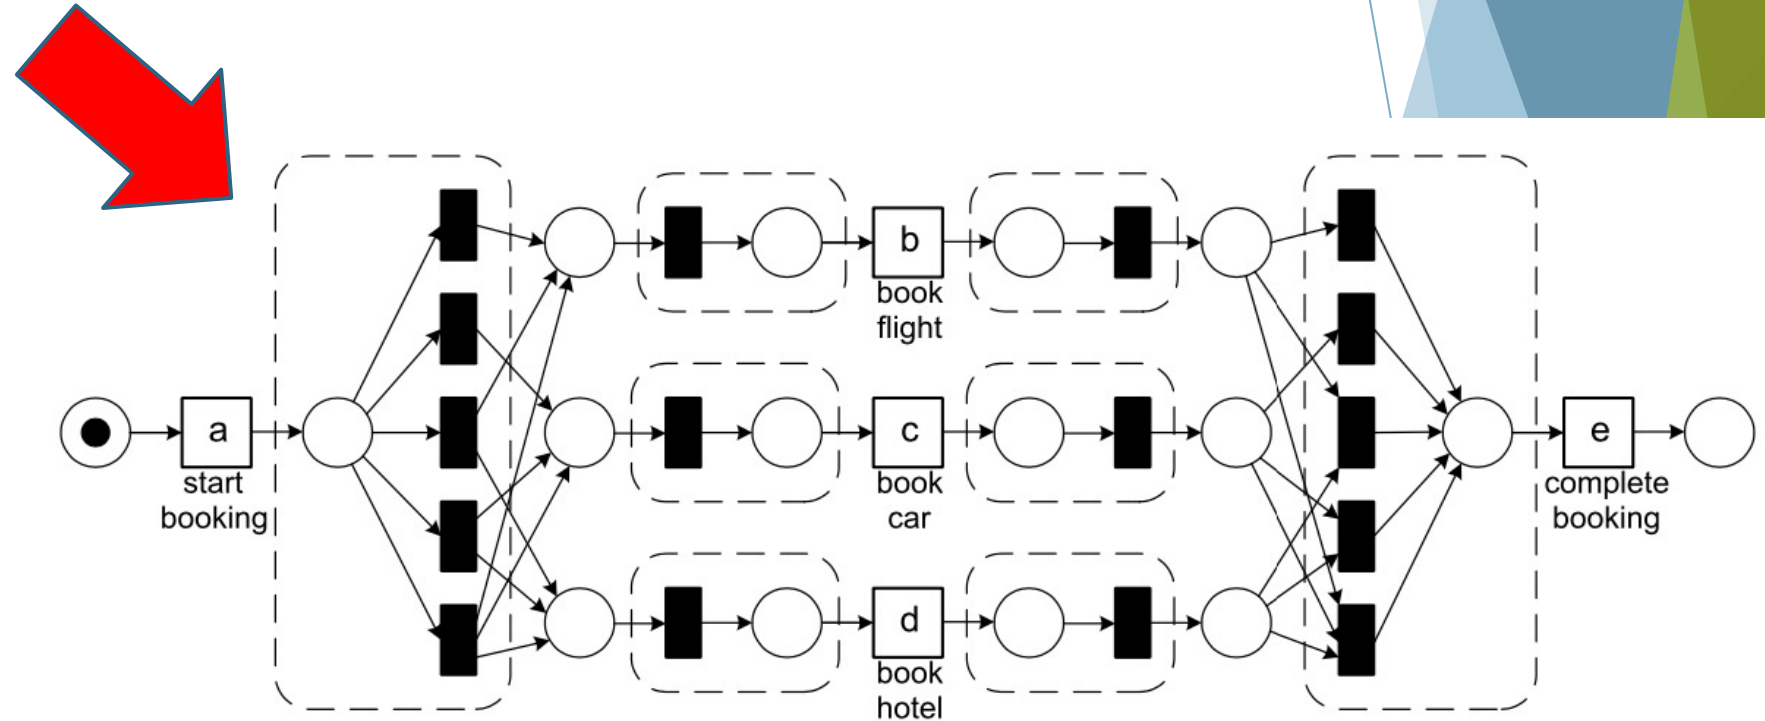 b
book
flight
a
start
booking
c
book
car
e
complete
booking
d
book
hotel